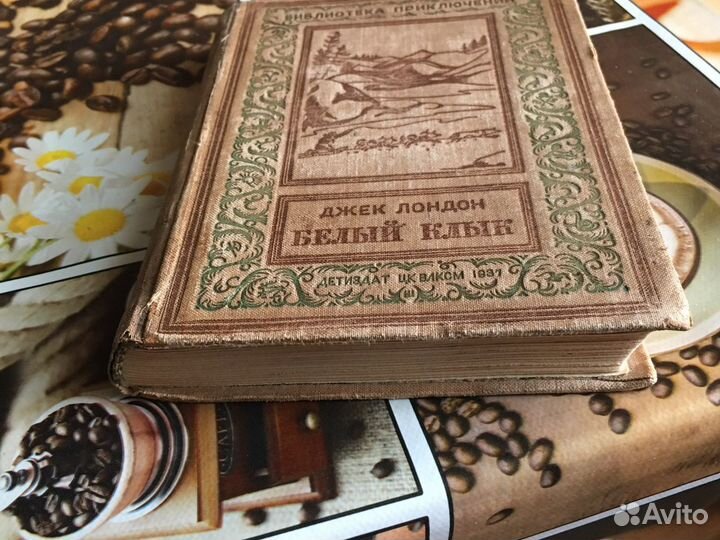 БИБЛИОТЕКА ПРИКЛЮЧЕНИЙ
ДЖЕК ЛОНДОН
БЕЛЫЙ КЛЫК
ДЕТИЗДАТ ЦК ВЛКСМ 1937
Avito